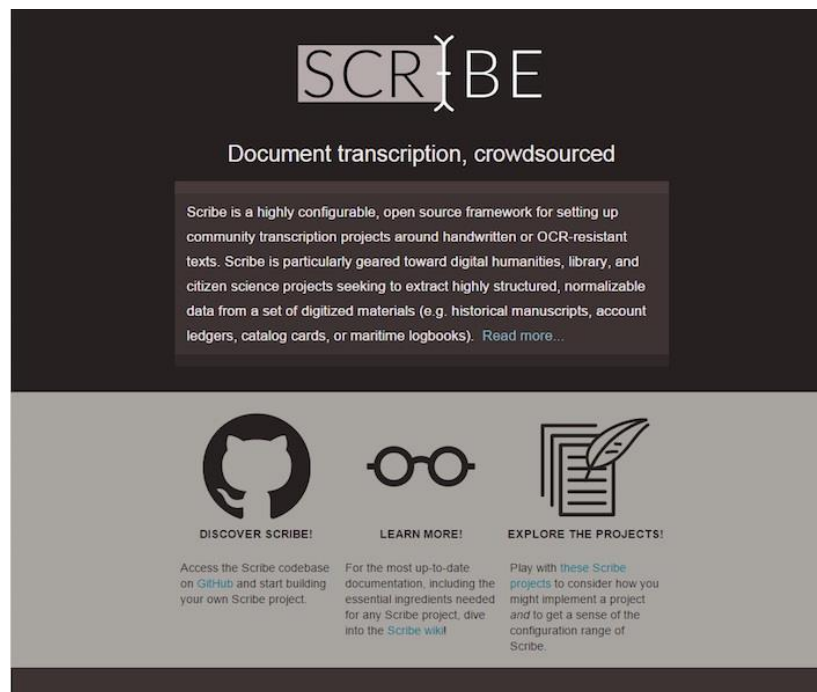 SCRIBE
Document transcription, crowdsourced
Scribe is a highly configurable, open source framework for setting up
community transcription projects around handwritten or OCR-resistant
texts. Scribe is particularly geared toward digital humanities, library, and
citizen science projects seeking to extract highly structured, normalizable
data from a set of digitized materials (e.g. historical manuscripts, account
ledgers, catalog cards, or maritime logbooks). Read more...
DISCOVER SCRIBE!
Access the Scribe codebase
on GitHub and start building
your own Scribe project.
LEARN MORE!
For the most up-to-date
documentation, including the
essential ingredients needed
for any Scribe project, dive
into the Scribe wiki!
EXPLORE THE PROJECTS!
Play with these Scribe
projects to consider how you
might implement a project
and to get a sense of the
configuration range of
Scribe.